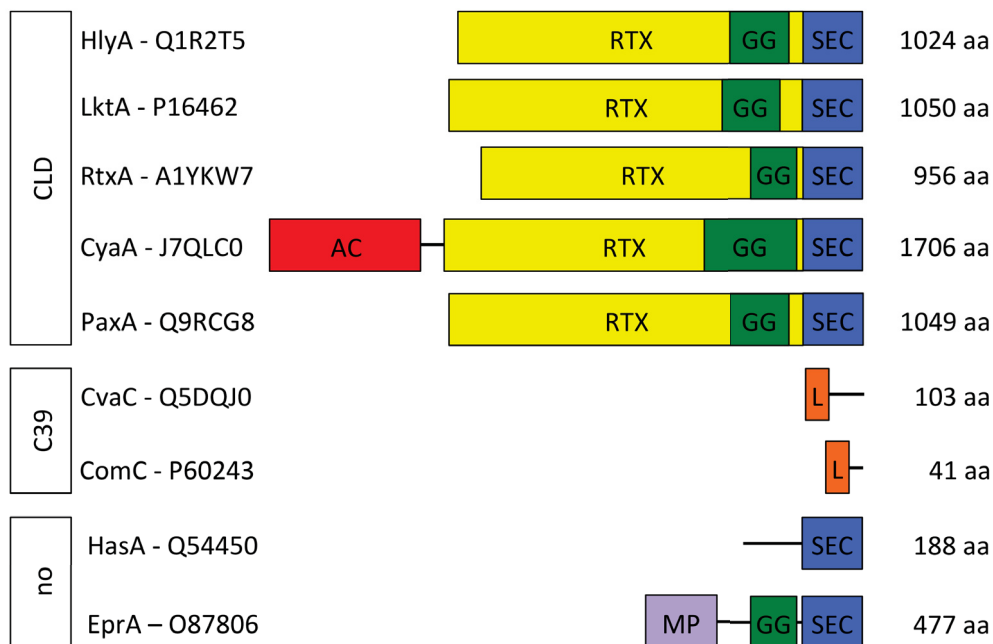 CLD
HlyA - Q1R2T5 RTX GG SEC 1024 aa
LktA - P16462 RTX GG SEC 1050 aa
RtxA - A1YKW7 RTX GG SEC 956 aa
CyaA - J7QLC0 AC RTX GG SEC 1706 aa
PaxA - Q9RCG8 RTX GG SEC 1049 aa
C39
CvaC - Q5DQJ0 L 103 aa
ComC - P60243 L 41 aa
no
HasA - Q54450 SEC 188 aa
EprA – O87806 MP GG SEC 477 aa